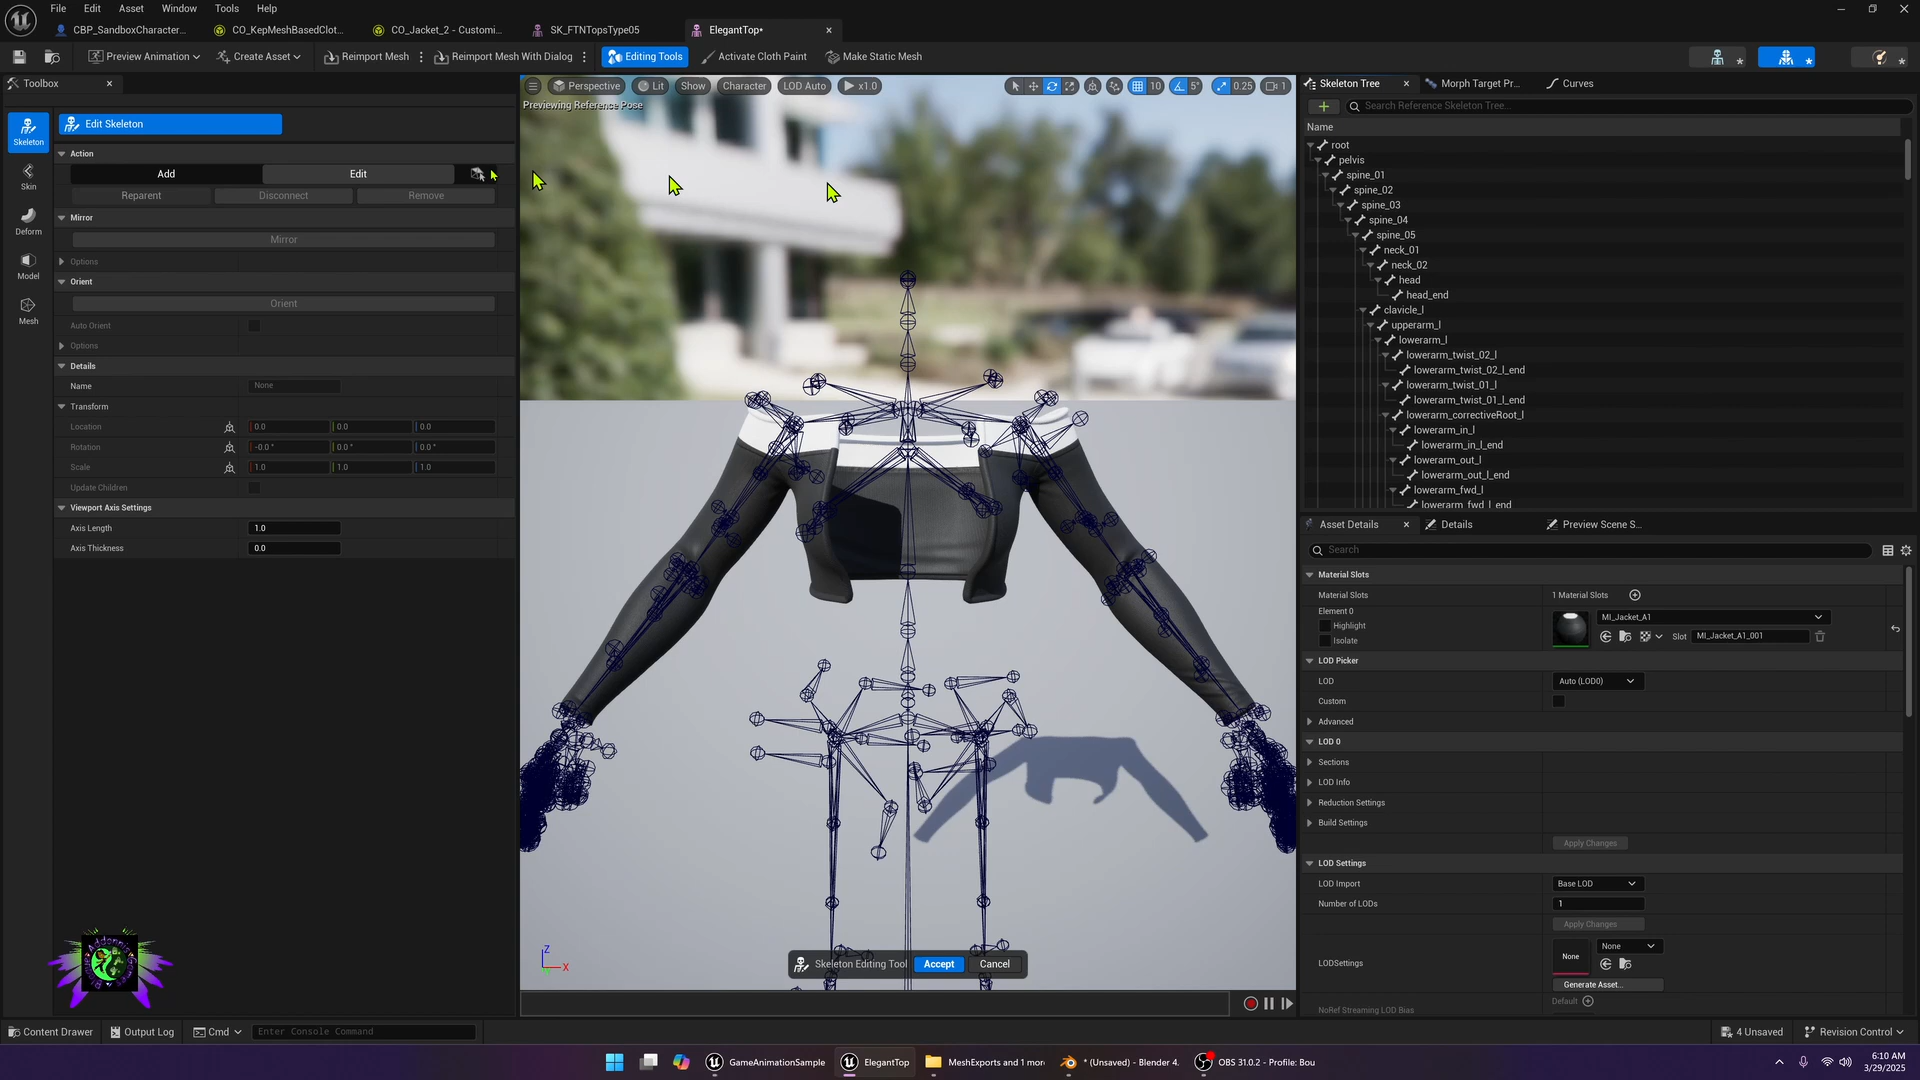 File Edit Asset Window Tools Help
CBP_SandboxCharacter... CO_KepMeshBasedClot... CO_Jacket_2 - Customi... SK_FTNTopsType05 ElegantTop*
Preview Animation Create Asset Reimport Mesh Reimport Mesh With Dialog Editing Tools Activate Cloth Paint Make Static Mesh
Toolbox
Skeleton
Skin
Deform
Model
Mesh
Edit Skeleton
Action
Add Edit
Reparent Disconnect Remove
Mirror
Mirror
Options
Orient
Orient
Auto Orient
Options
Details
Name None
Transform
Location 0.0 0.0 0.0
Rotation -0.0 ° 0.0 ° 0.0 °
Scale 1.0 1.0 1.0
Update Children
Viewport Axis Settings
Axis Length 1.0
Axis Thickness 0.0
Perspective Lit Show Character LOD Auto x1.0 10 5° 0.25 1
Previewing Reference Pose
Z
X
Skeleton Editing Tool Accept Cancel
Skeleton Tree Morph Target Pr... Curves
Search Reference Skeleton Tree...
Name
root
pelvis
spine_01
spine_02
spine_03
spine_04
spine_05
neck_01
neck_02
head
head_end
clavicle_l
upperarm_l
lowerarm_l
lowerarm_twist_02_l
lowerarm_twist_02_l_end
lowerarm_twist_01_l
lowerarm_twist_01_l_end
lowerarm_correctiveRoot_l
lowerarm_in_l
lowerarm_in_l_end
lowerarm_out_l
lowerarm_out_l_end
lowerarm_fwd_l
lowerarm_fwd_l_end
Asset Details Details Preview Scene S...
Search
Material Slots
Material Slots 1 Material Slots
Element 0
Highlight
Isolate
MI_Jacket_A1
Slot MI_Jacket_A1_001
LOD Picker
LOD Auto (LOD0)
Custom
Advanced
LOD 0
Sections
LOD Info
Reduction Settings
Build Settings
Apply Changes
LOD Settings
LOD Import Base LOD
Number of LODs 1
Apply Changes
LODSettings None None
Generate Asset...
NoRef Streaming LOD Bias Default
Content Drawer Output Log Cmd Enter Console Command 4 Unsaved Revision Control
GameAnimationSample ElegantTop MeshExports and 1 more * (Unsaved) - Blender 4. OBS 31.0.2 - Profile: Bou
6:10 AM
3/29/2025